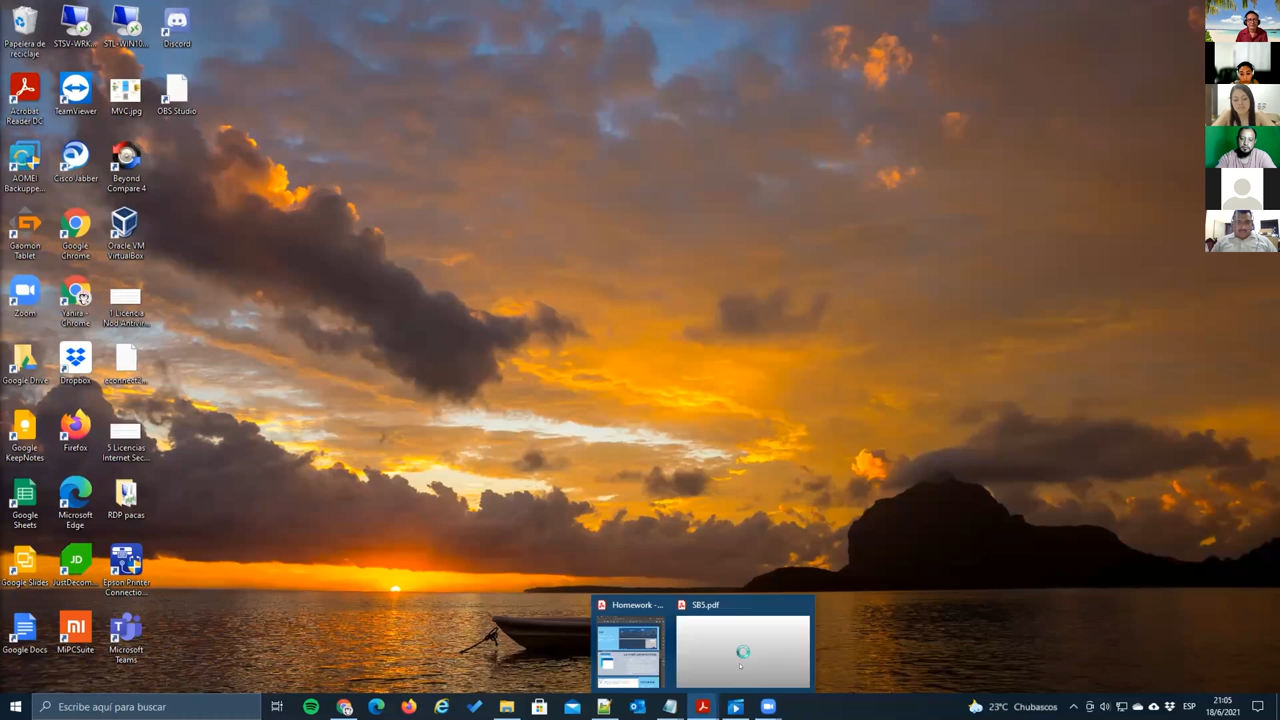 Papelera de
reciclaje
STSV-WRK...
STL-WIN10...
Discord
Acrobat
Reader DC
TeamViewer
MVC.jpg
OBS Studio
AOMEI
Backuppe...
Cisco Jabber
Beyond
Compare 4
Gaomon
Tablet
Google
Chrome
Oracle VM
VirtualBox
Zoom
Yanira -
Chrome
1 Licencia
Nod Antivir...
Google Drive
Dropbox
econnect2...
Google
KeepNotes
Firefox
5 Licencias
Internet Sec...
Google
Sheets
Microsoft
Edge
RDP pacas
Google Slides
JustDecom...
Epson Printer
Connectio...
Google Docs
MiPCSuite
Microsoft
Teams
Homework -...
SB5.pdf
Escribe aquí para buscar
23°C Chubascos
ESP
21:05
18/6/2021